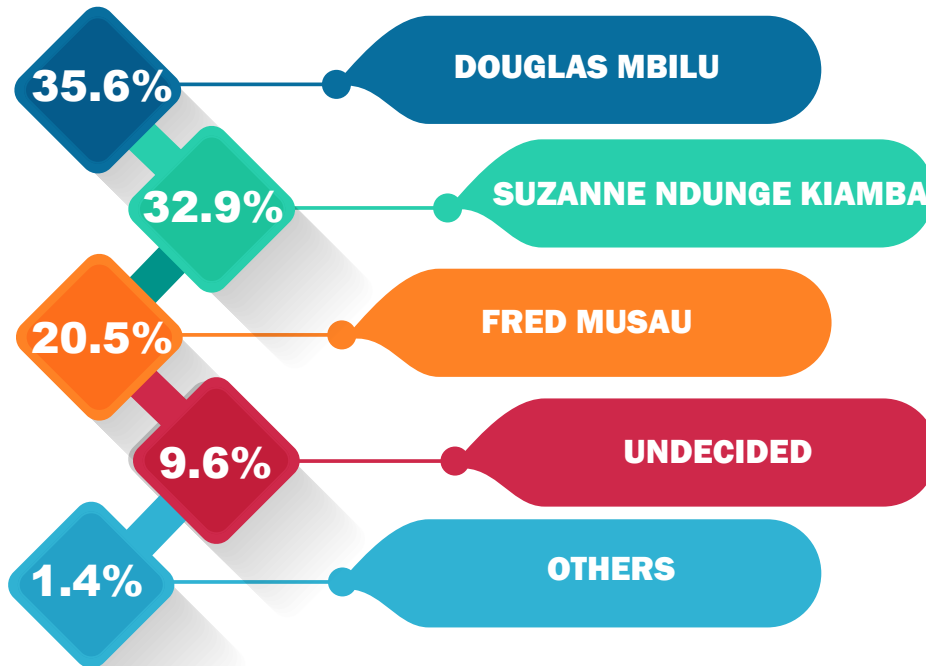 35.6% DOUGLAS MBILU
32.9% SUZANNE NDUNGE KIAMBA
20.5% FRED MUSAU
9.6% UNDECIDED
1.4% OTHERS